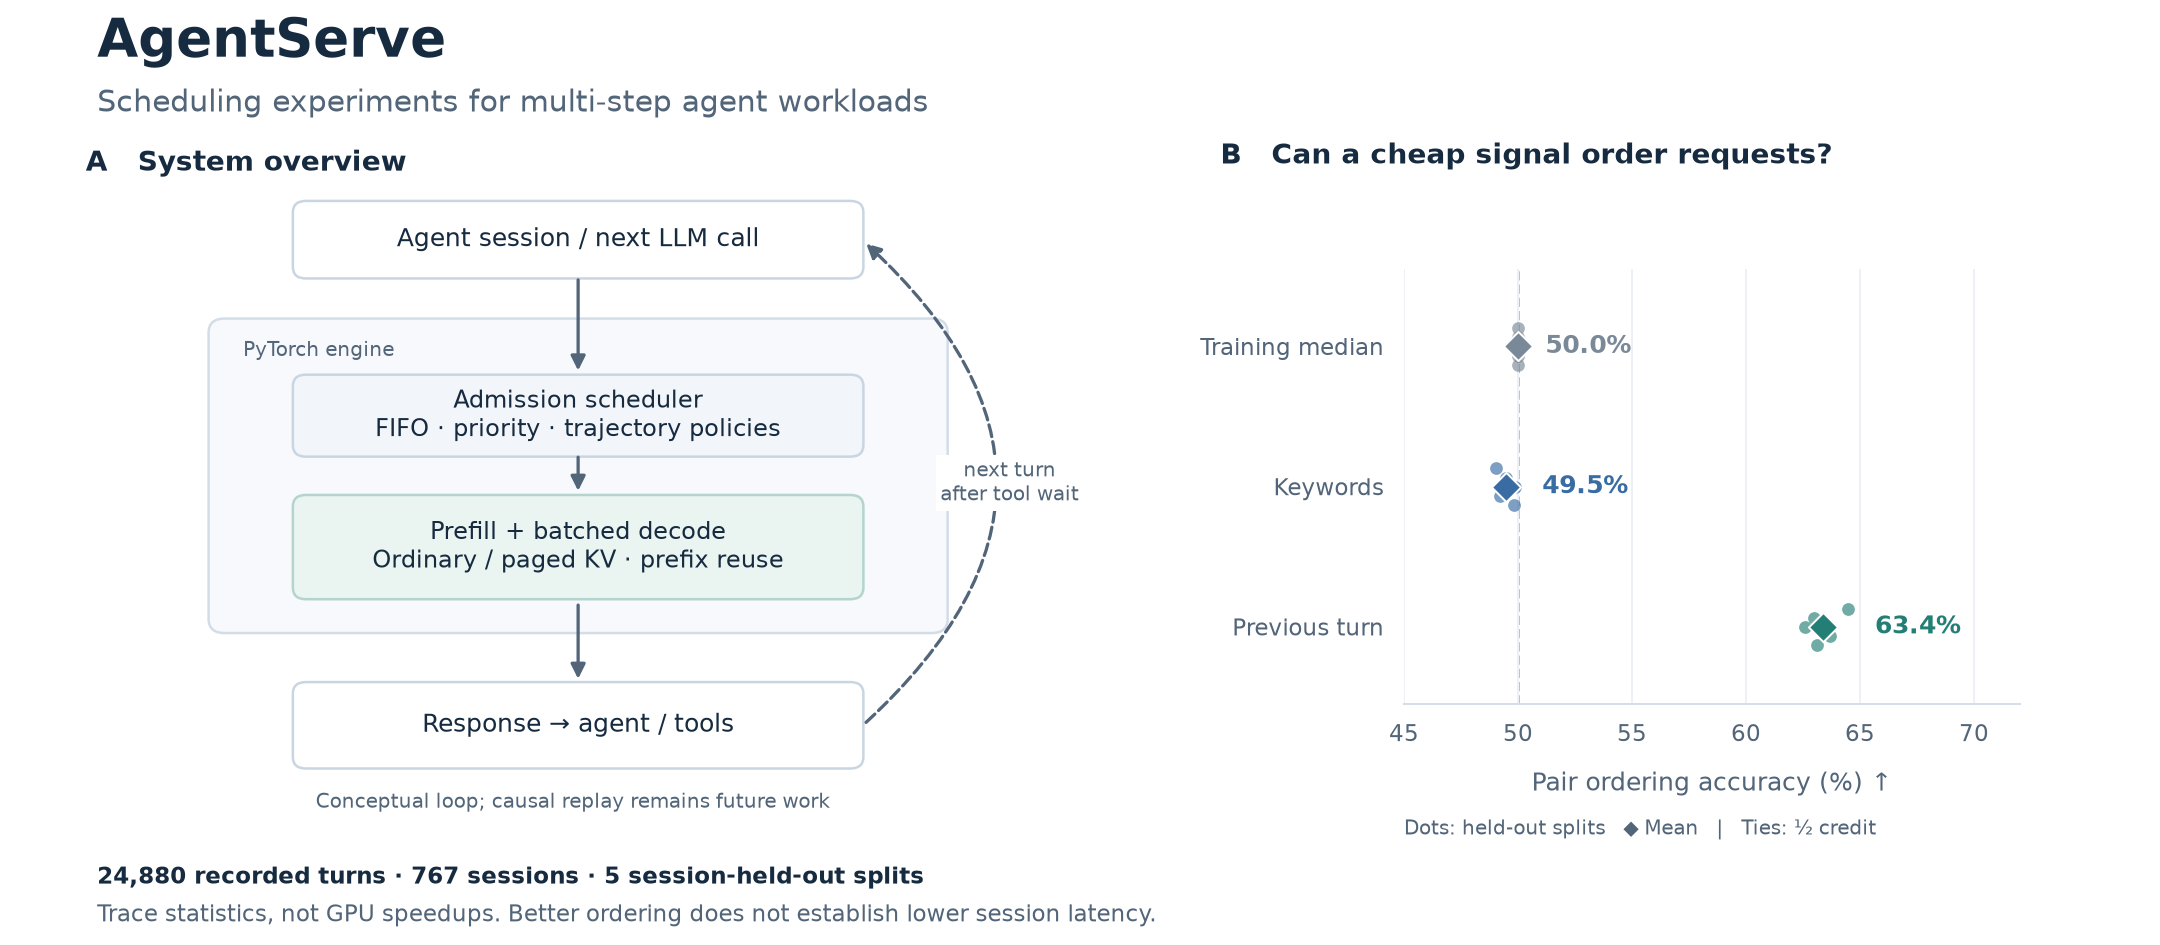 AgentServe
Scheduling experiments for multi-step agent workloads
A System overview
Agent session / next LLM call
PyTorch engine
Admission scheduler
FIFO · priority · trajectory policies
Prefill + batched decode
Ordinary / paged KV · prefix reuse
next turn
after tool wait
Response → agent / tools
Conceptual loop; causal replay remains future work
B Can a cheap signal order requests?
Training median
50.0%
Keywords
49.5%
Previous turn
63.4%
45 50 55 60 65 70
Pair ordering accuracy (%) ↑
Dots: held-out splits ◆ Mean | Ties: ½ credit
24,880 recorded turns · 767 sessions · 5 session-held-out splits
Trace statistics, not GPU speedups. Better ordering does not establish lower session latency.